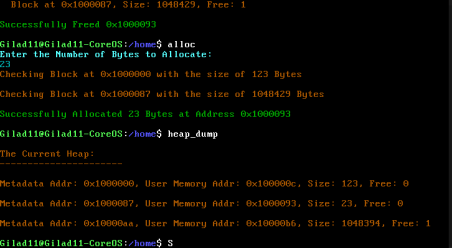 Block at 0x1000087, Size: 1048429, Free: 1
Successfully Freed 0x1000093
Gilad11@Gilad11-CoreOS:/home$ alloc
Enter the Number of Bytes to Allocate:
23
Checking Block at 0x1000000 with the size of 123 Bytes
Checking Block at 0x1000087 with the size of 1048429 Bytes
Successfully Allocated 23 Bytes at Address 0x1000093
Gilad11@Gilad11-CoreOS:/home$ heap_dump
The Current Heap:
----------------------
Metadata Addr: 0x1000000, User Memory Addr: 0x100000c, Size: 123, Free: 0
Metadata Addr: 0x1000087, User Memory Addr: 0x1000093, Size: 23, Free: 0
Metadata Addr: 0x10000aa, User Memory Addr: 0x10000b6, Size: 1048394, Free: 1
Gilad11@Gilad11-CoreOS:/home$ S